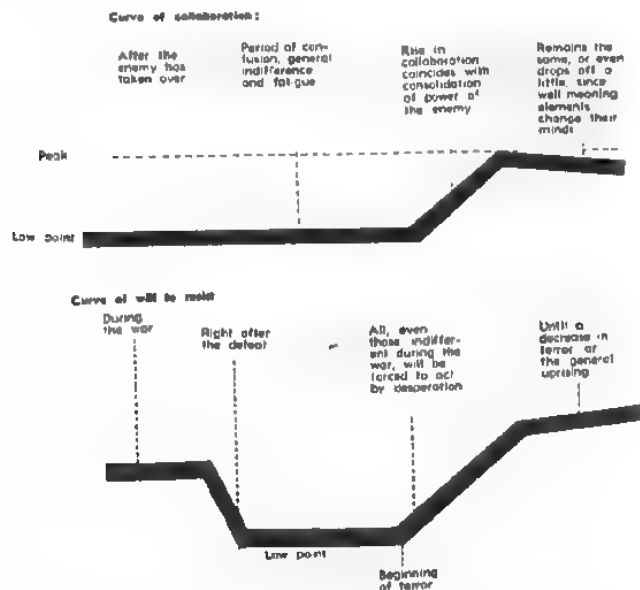 Curve of collaboration:
After the
enemy has
taken over
Period of con-
fusion, general
indifference
and fatigue
Rise in
collaboration
coincides with
consolidation
of power of
the enemy
Remains the
same, or even
drops off a
little, since
well meaning
elements
change their
minds
Peak
Low point
Curve of will to resist
During
the war
Right after
the defeat
All, even
those indiffer-
ent during the
war, will be
forced to act
by desperation
Until a
decrease in
terror or
the general
uprising
Low point
Beginning
of terror